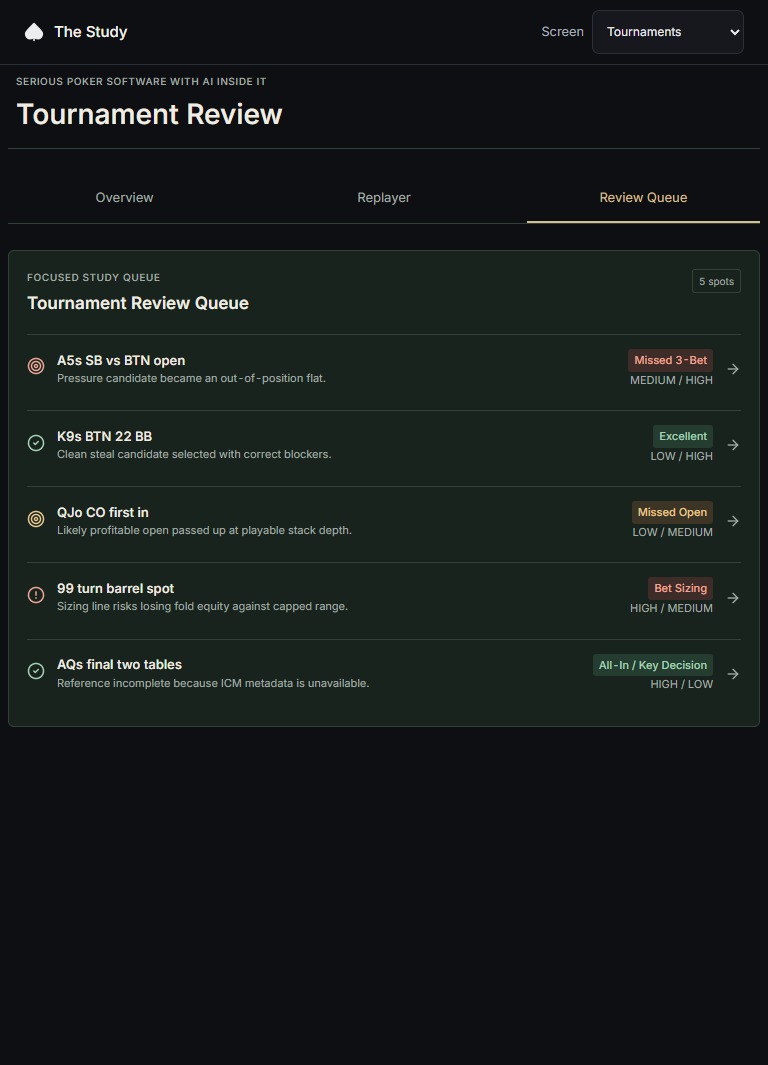 The Study
Screen
Tournaments
SERIOUS POKER SOFTWARE WITH AI INSIDE IT
Tournament Review
Overview
Replayer
Review Queue
FOCUSED STUDY QUEUE
5 spots
Tournament Review Queue
A5s SB vs BTN open
Missed 3-Bet
Pressure candidate became an out-of-position flat.
MEDIUM / HIGH
K9s BTN 22 BB
Excellent
Clean steal candidate selected with correct blockers.
LOW / HIGH
QJo CO first in
Missed Open
Likely profitable open passed up at playable stack depth.
LOW / MEDIUM
99 turn barrel spot
Bet Sizing
Sizing line risks losing fold equity against capped range.
HIGH / MEDIUM
AQs final two tables
All-In / Key Decision
Reference incomplete because ICM metadata is unavailable.
HIGH / LOW